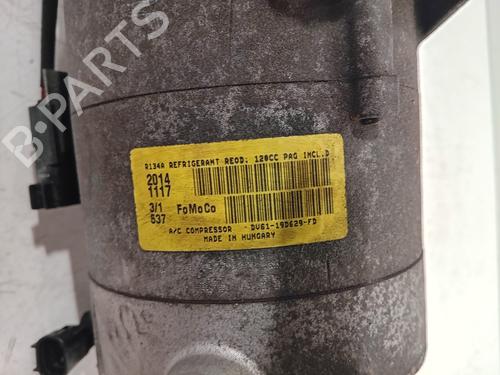 B-PARTS
R134A REFRIGERANT REQD. 120CC PAG INCL.D
2014
1117
3/1 FoMoCo
537
A/C COMPRESSOR - DV61-19D629-FD
MADE IN HUNGARY